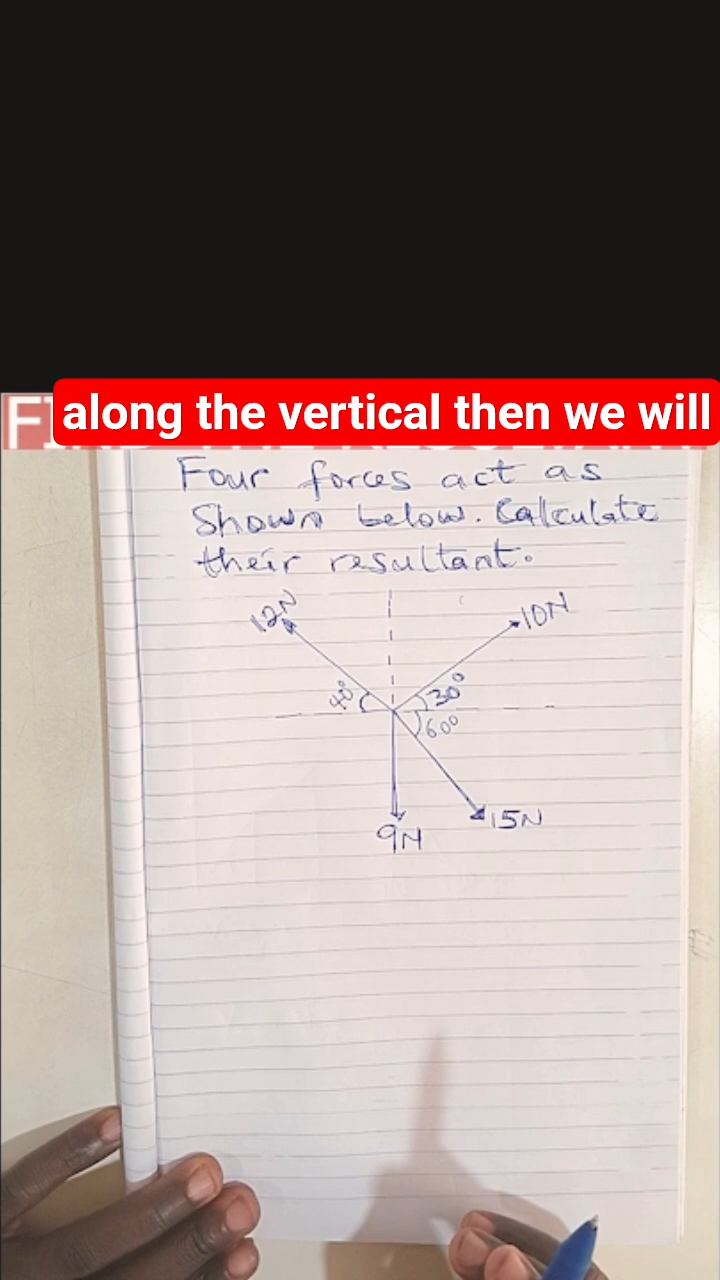 along the vertical then we will
Four forces act as
Shown below. Calculate
their resultant.
12N
10N
40°
30°
60°
15N
9N